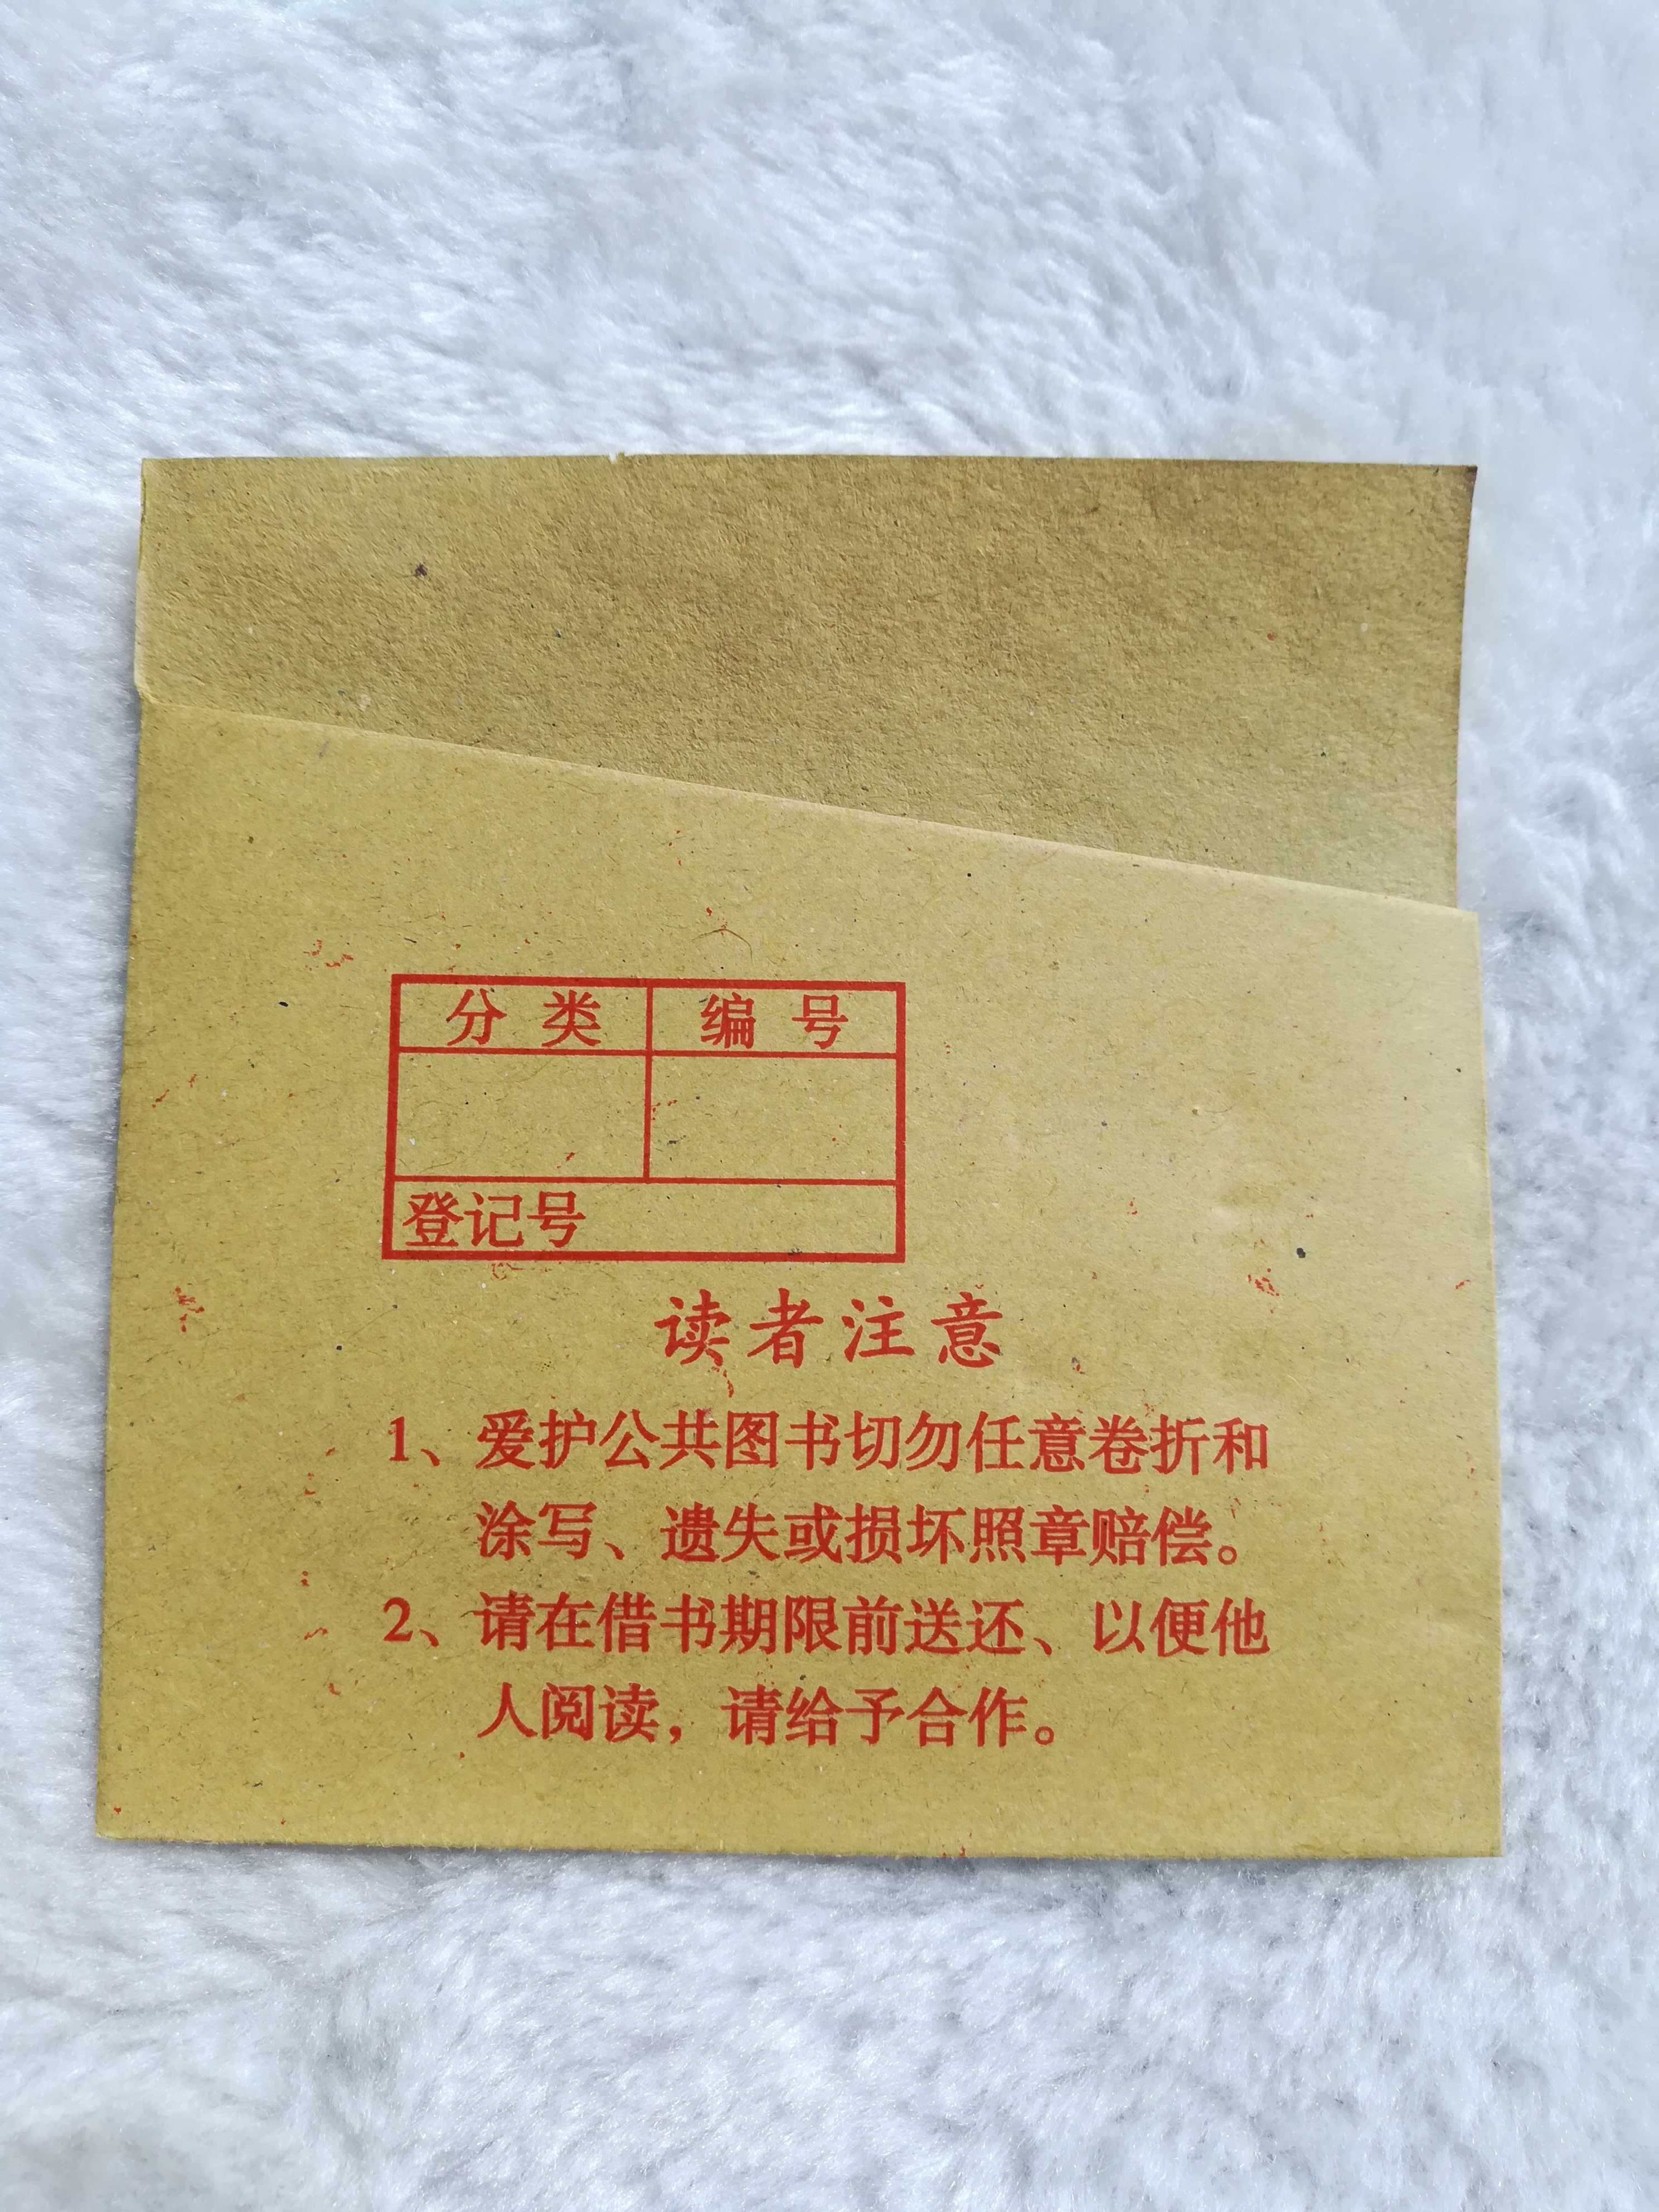 分类 编号
登记号
读者注意
1、爱护公共图书切勿任意卷折和
涂写、遗失或损坏照章赔偿。
2、请在借书期限前送还、以便他
人阅读，请给予合作。